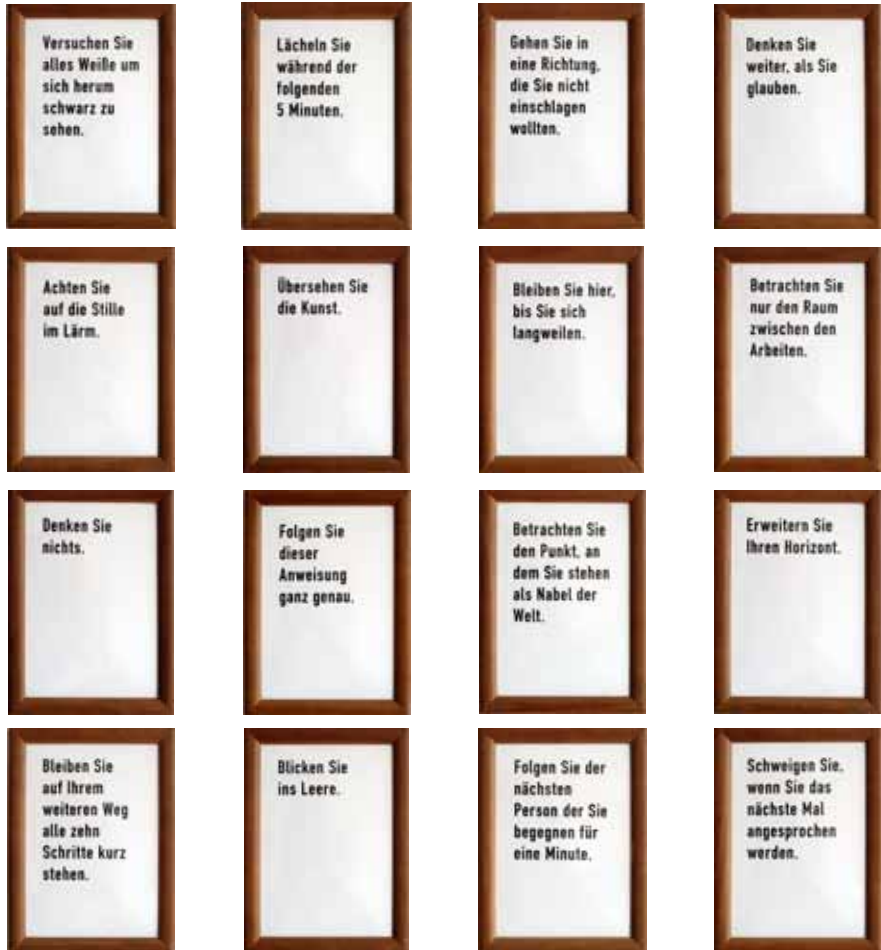 Versuchen Sie
alles Weiße um
sich herum
schwarz zu
sehen.
Lächeln Sie
während der
folgenden
5 Minuten.
Gehen Sie in
eine Richtung,
die Sie nicht
einschlagen
wollten.
Denken Sie
weiter, als Sie
glauben.
Achten Sie
auf die Stille
im Lärm.
Übersehen Sie
die Kunst.
Bleiben Sie hier,
bis Sie sich
langweilen.
Betrachten Sie
nur den Raum
zwischen den
Arbeiten.
Denken Sie
nichts.
Folgen Sie
dieser
Anweisung
ganz genau.
Betrachten Sie
den Punkt, an
dem Sie stehen
als Nabel der
Welt.
Erweitern Sie
Ihren Horizont.
Bleiben Sie
auf Ihrem
weiteren Weg
alle zehn
Schritte kurz
stehen.
Blicken Sie
ins Leere.
Folgen Sie der
nächsten
Person der Sie
begegnen für
eine Minute.
Schweigen Sie,
wenn Sie das
nächste Mal
angesprochen
werden.